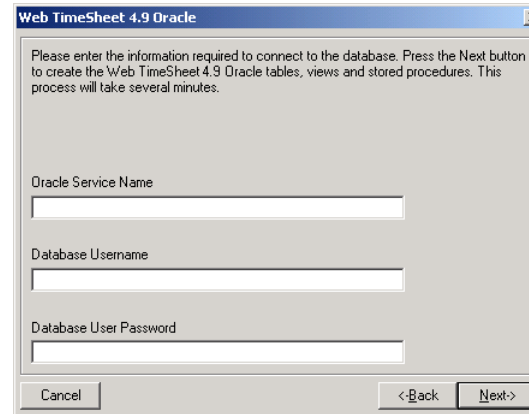 Web TimeSheet 4.9 Oracle
Please enter the information required to connect to the database. Press the Next button
to create the Web TimeSheet 4.9 Oracle tables, views and stored procedures. This
process will take several minutes.
Oracle Service Name
Database Username
Database User Password
Cancel <-Back Next->